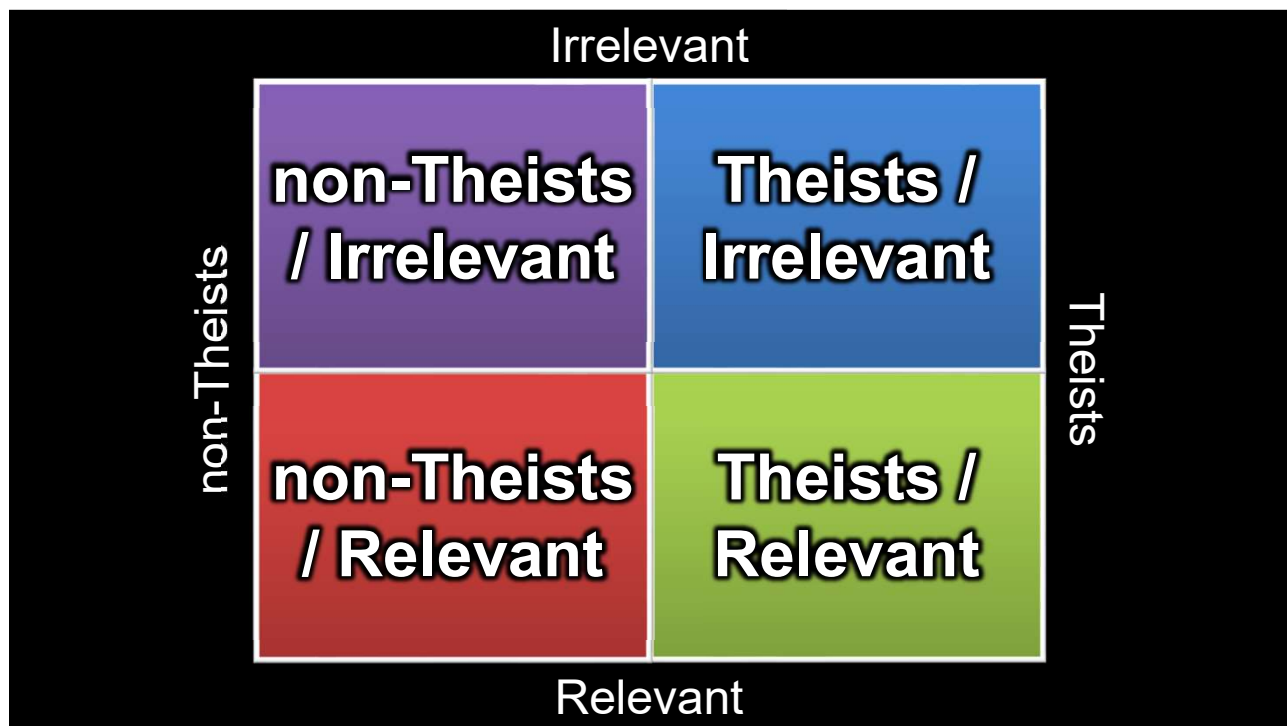 Irrelevant
non-Theists
/ Irrelevant
Theists /
Irrelevant
non-Theists
Theists
non-Theists
/ Relevant
Theists /
Relevant
Relevant